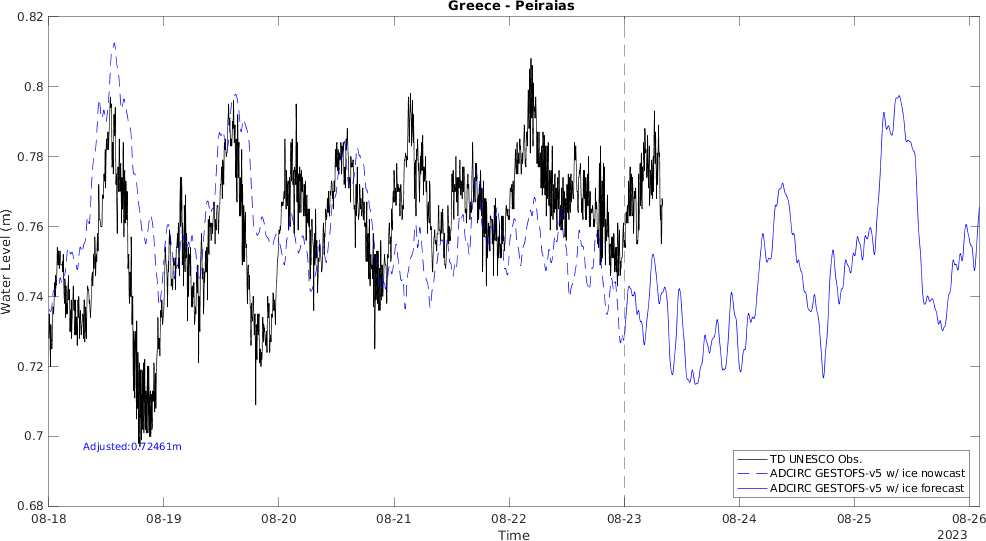 Greece - Peiraias
0.82
0.8
0.78
0.76
0.74
0.72
0.7
0.68
Water Level (m)
Adjusted:0.72461m
TD UNESCO Obs.
ADCIRC GESTOFS-v5 w/ ice nowcast
ADCIRC GESTOFS-v5 w/ ice forecast
08-18 08-19 08-20 08-21 08-22 08-23 08-24 08-25 08-26
Time
2023